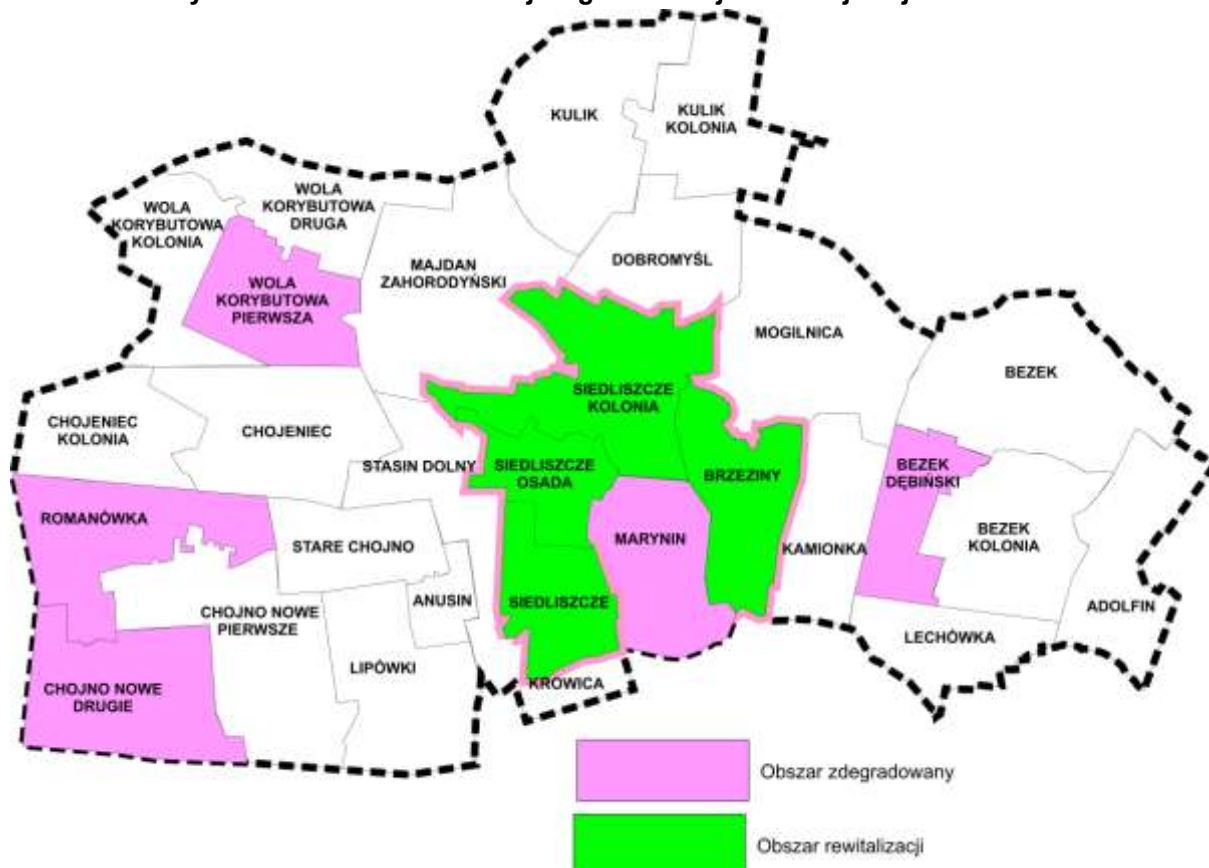 KULIK
KULIK
KOLONIA
WOLA
KORYBUTOWA
DRUGA
WOLA
KORYBUTOWA
KOLONIA
DOBROMYŚL
MAJDAN
ZAHORODYŃSKI
WOLA
KORYBUTOWA
PIERWSZA
MOGILNICA
BEZEK
SIEDLISZCZE
KOLONIA
CHOJENIEC
KOLONIA
CHOJENIEC
STASIN DOLNY
SIEDLISZCZE
OSADA
BRZEZINY
BEZEK
DĘBIŃSKI
ROMANÓWKA
STARE CHOJNO
MARYNIN
KAMIONKA
BEZEK
KOLONIA
ANUSIN
SIEDLISZCZE
ADOLFIN
CHOJNO NOWE
PIERWSZE
LECHÓWKA
LIPÓWKI
KROWICA
CHOJNO NOWE
DRUGIE
Obszar zdegradowany
Obszar rewitalizacji